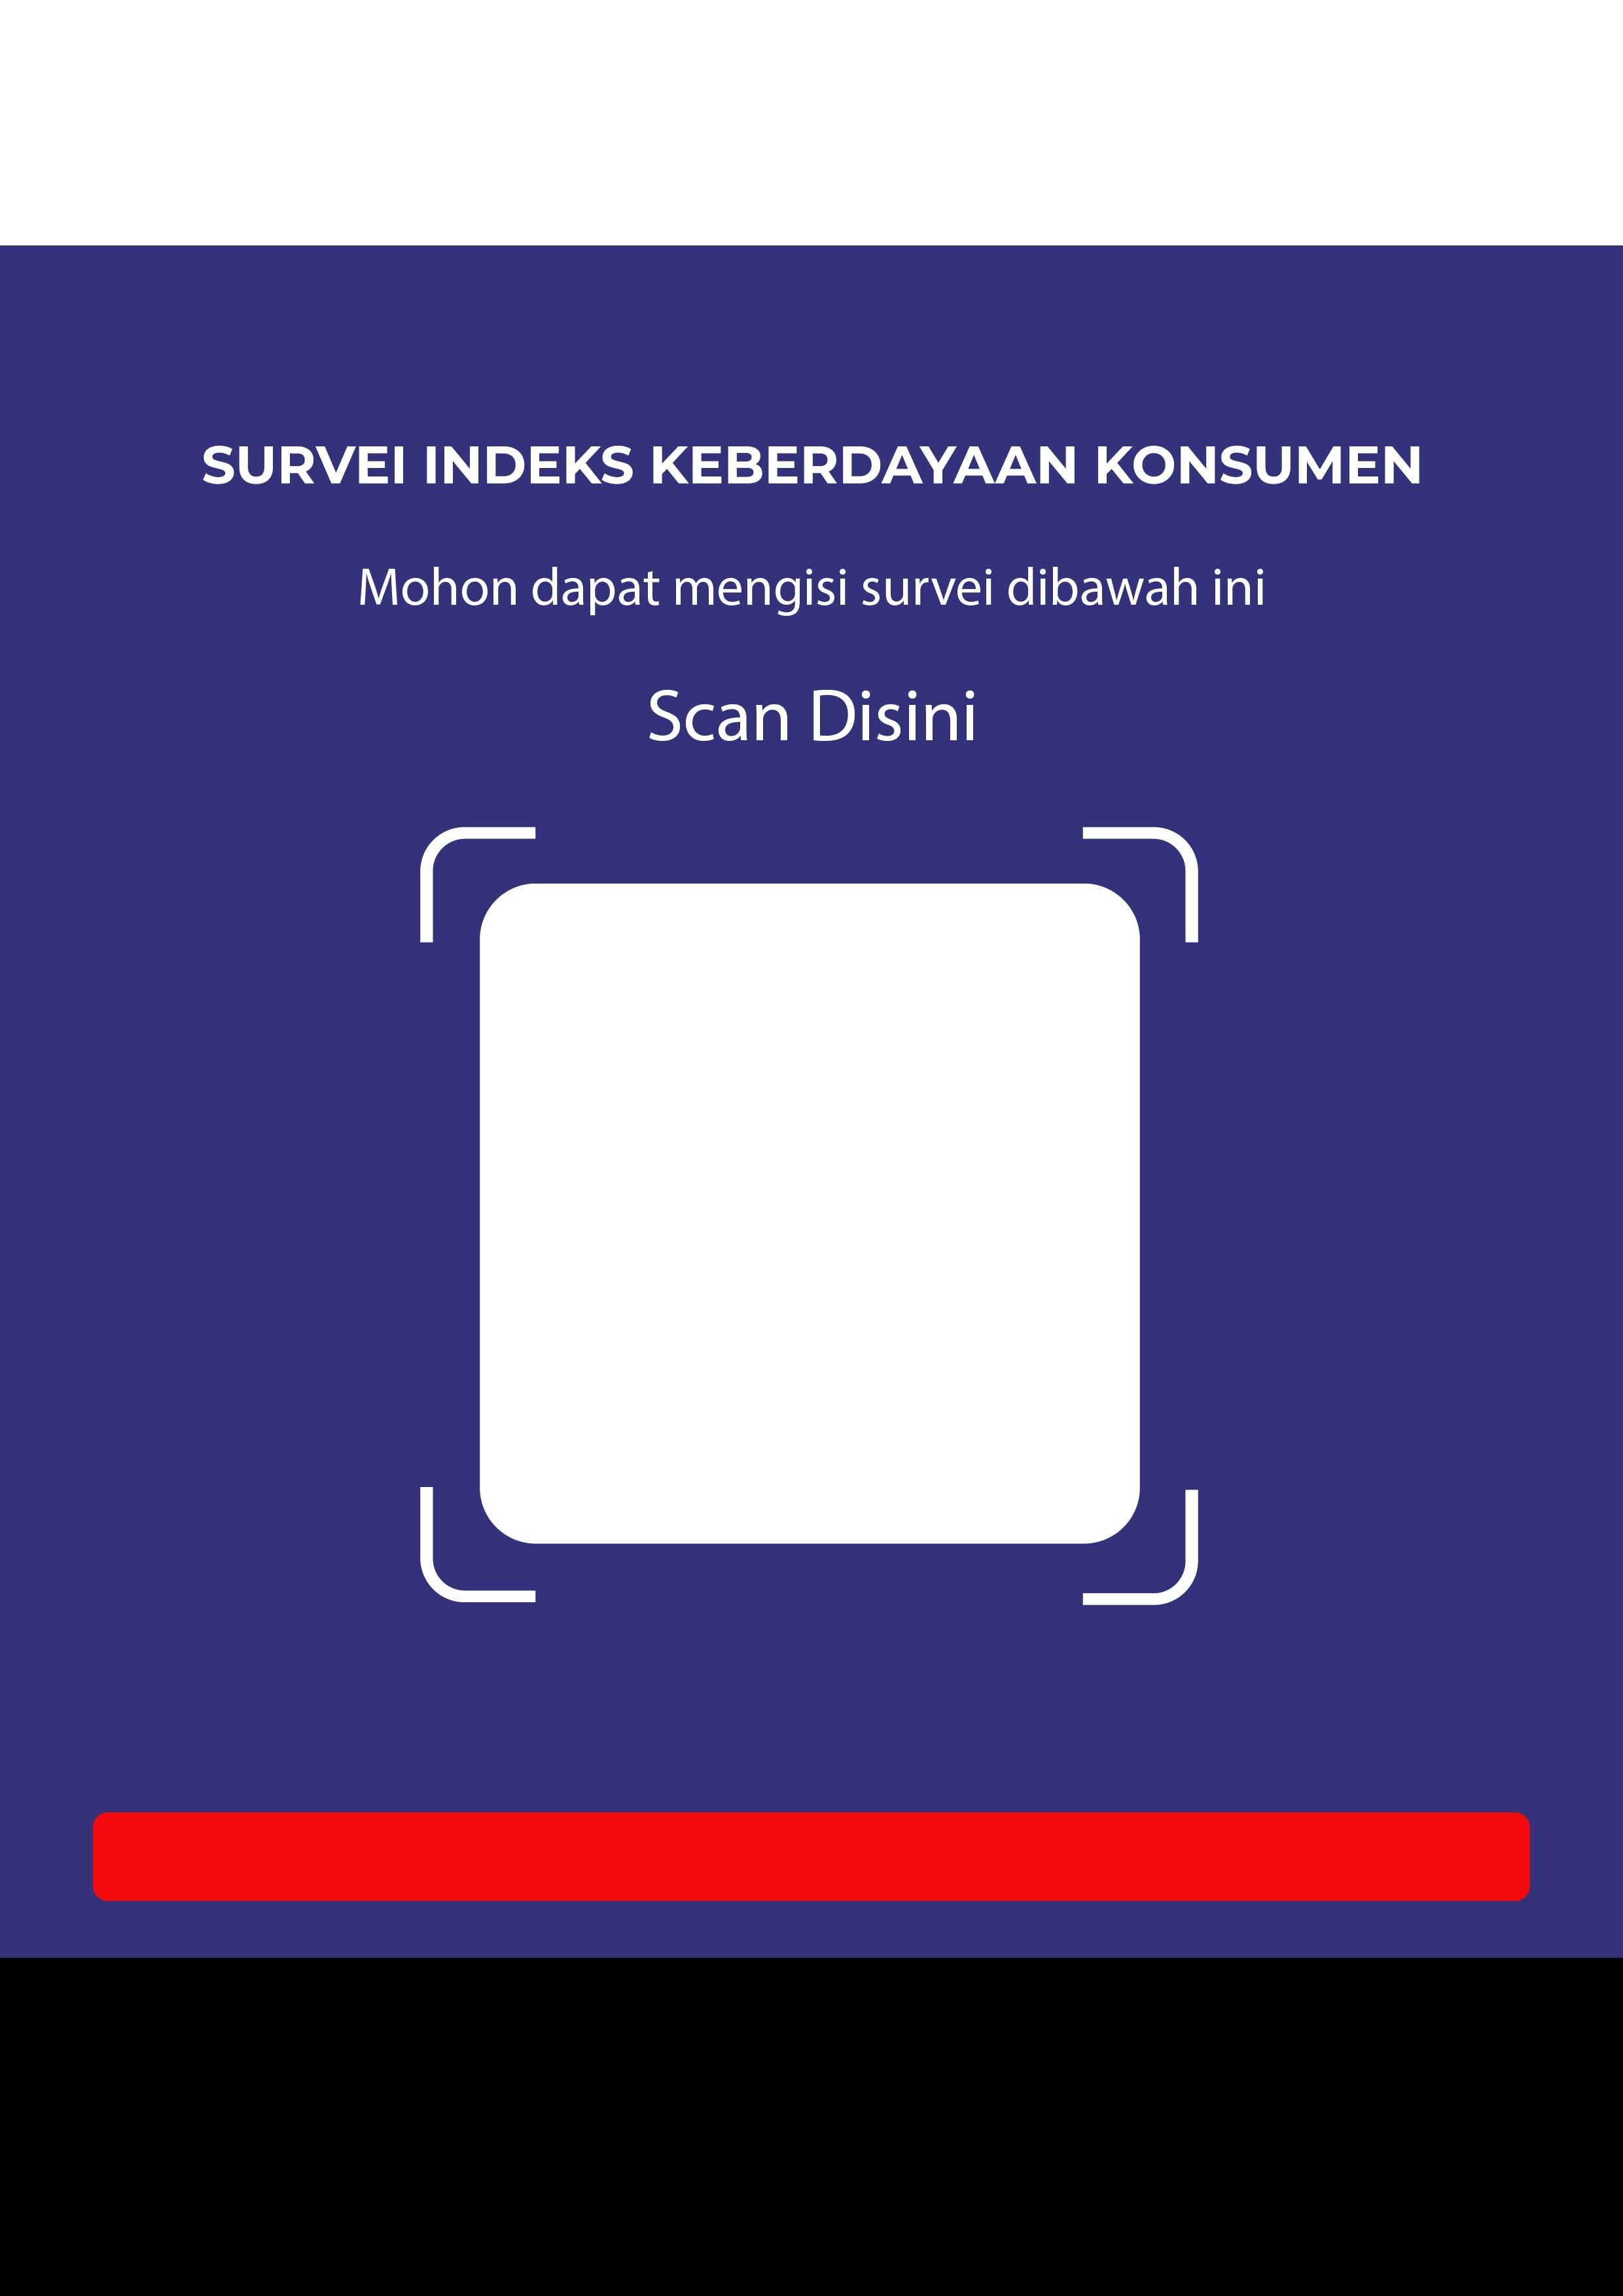 SURVEI INDEKS KEBERDAYAAN KONSUMEN
Mohon dapat mengisi survei dibawah ini
Scan Disini